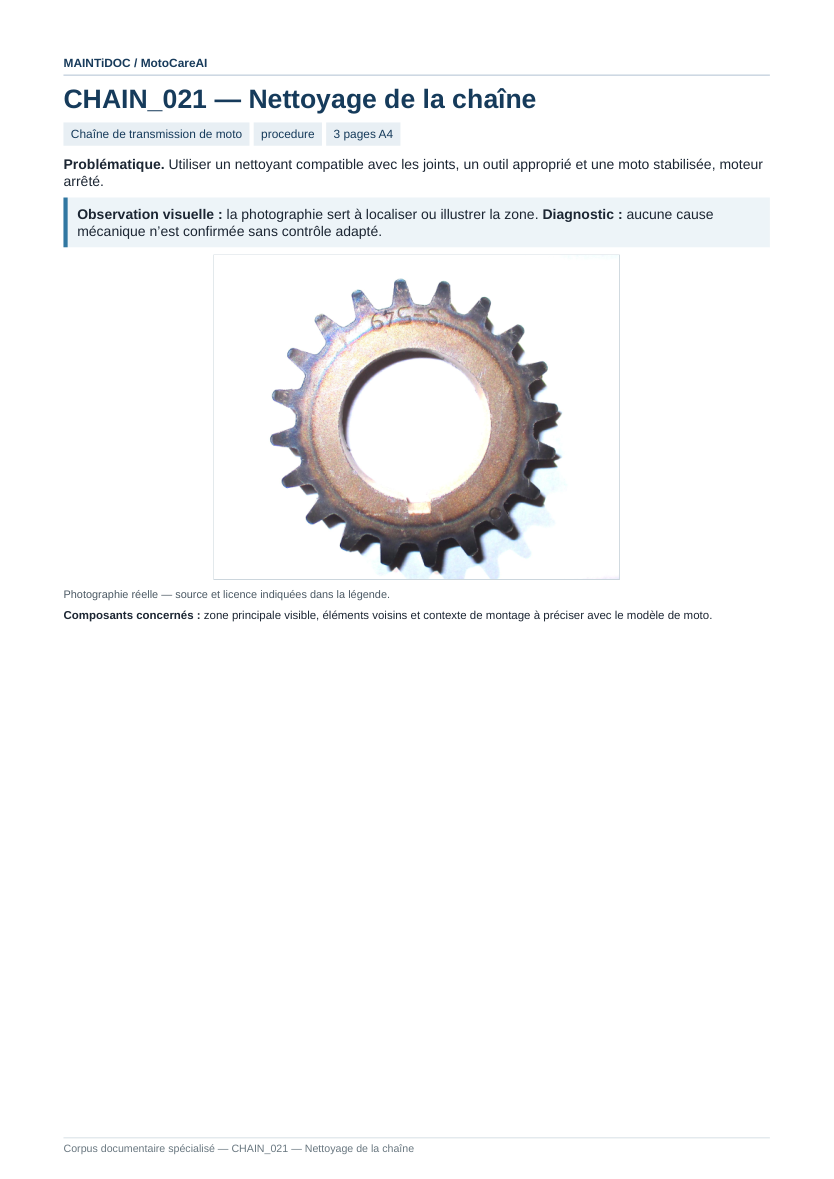 MAINTiDOC / MotoCareAI
CHAIN_021 — Nettoyage de la chaîne
Chaîne de transmission de moto procedure 3 pages A4
Problématique. Utiliser un nettoyant compatible avec les joints, un outil approprié et une moto stabilisée, moteur
arrêté.
Observation visuelle : la photographie sert à localiser ou illustrer la zone. Diagnostic : aucune cause
mécanique n’est confirmée sans contrôle adapté.
S-549
Photographie réelle — source et licence indiquées dans la légende.
Composants concernés : zone principale visible, éléments voisins et contexte de montage à préciser avec le modèle de moto.
Corpus documentaire spécialisé — CHAIN_021 — Nettoyage de la chaîne